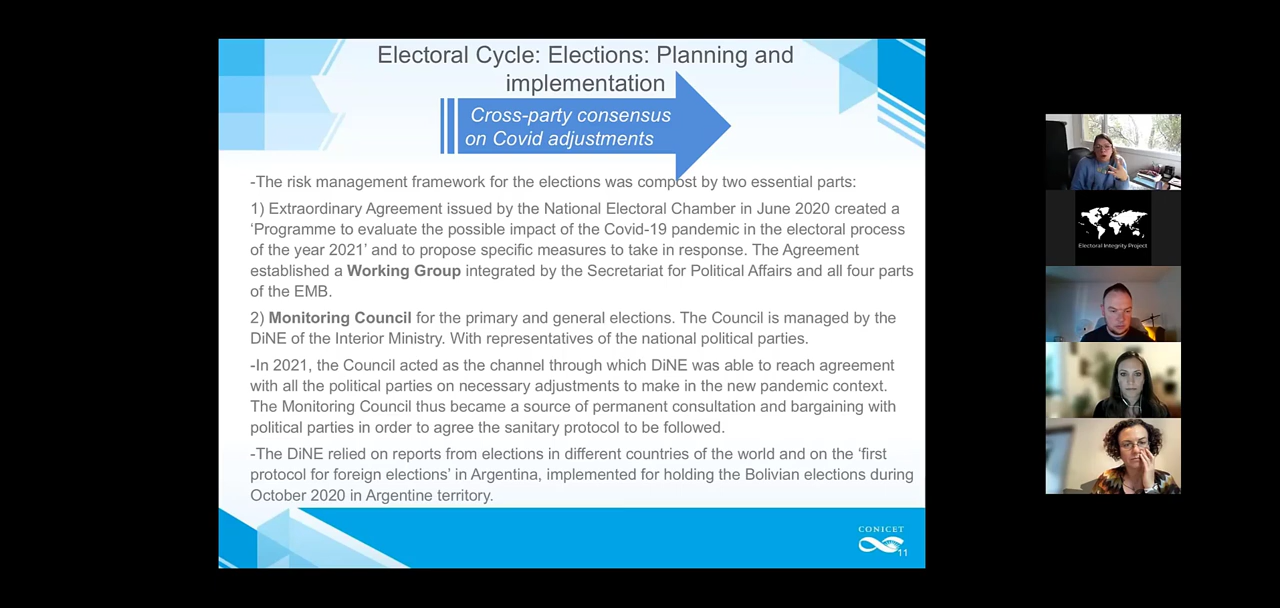 Electoral Cycle: Elections: Planning and
implementation
Cross-party consensus
on Covid adjustments
-The risk management framework for the elections was compost by two essential parts:
1) Extraordinary Agreement issued by the National Electoral Chamber in June 2020 created a
‘Programme to evaluate the possible impact of the Covid-19 pandemic in the electoral process
of the year 2021’ and to propose specific measures to take in response. The Agreement
established a Working Group integrated by the Secretariat for Political Affairs and all four parts
of the EMB.
2) Monitoring Council for the primary and general elections. The Council is managed by the
DiNE of the Interior Ministry. With representatives of the national political parties.
-In 2021, the Council acted as the channel through which DiNE was able to reach agreement
with all the political parties on necessary adjustments to make in the new pandemic context.
The Monitoring Council thus became a source of permanent consultation and bargaining with
political parties in order to agree the sanitary protocol to be followed.
-The DiNE relied on reports from elections in different countries of the world and on the ‘first
protocol for foreign elections’ in Argentina, implemented for holding the Bolivian elections during
October 2020 in Argentine territory.
CONICET
11
Electoral Integrity Project